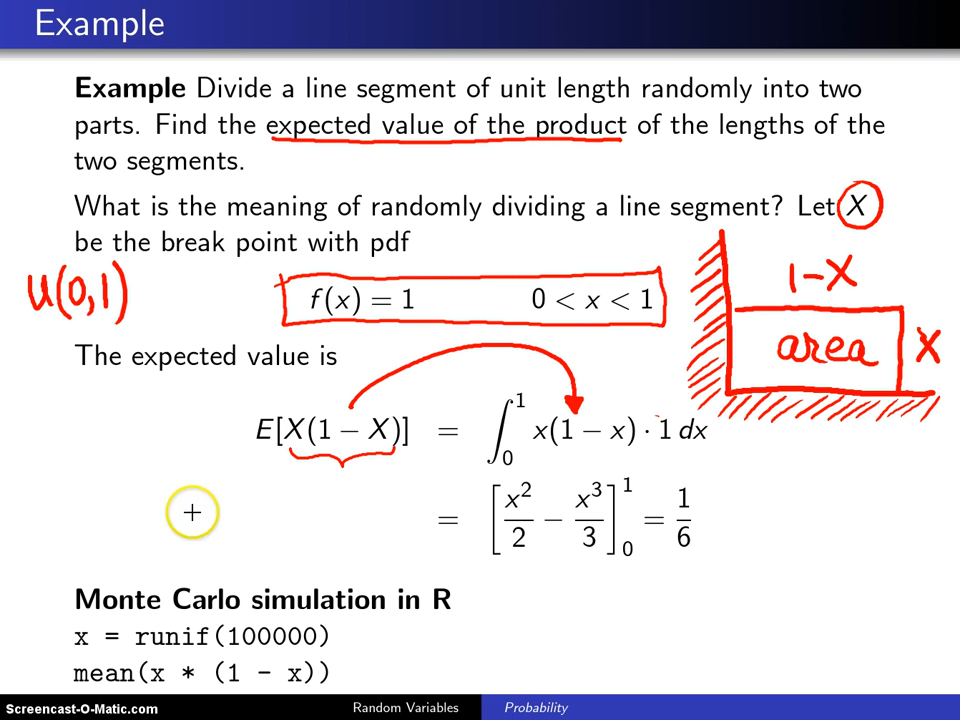 Example
Example Divide a line segment of unit length randomly into two
parts. Find the expected value of the product of the lengths of the
two segments.
What is the meaning of randomly dividing a line segment? Let X
be the break point with pdf
u(0,1)
f(x) = 1 0 < x < 1
1-X
area X
The expected value is
E[X(1 − X)] = ∫₀¹ x(1 − x) · 1 dx
= [x²/2 − x³/3]₀¹ = 1/6
Monte Carlo simulation in R
x = runif(100000)
mean(x * (1 - x))
Screencast-O-Matic.com Random Variables Probability